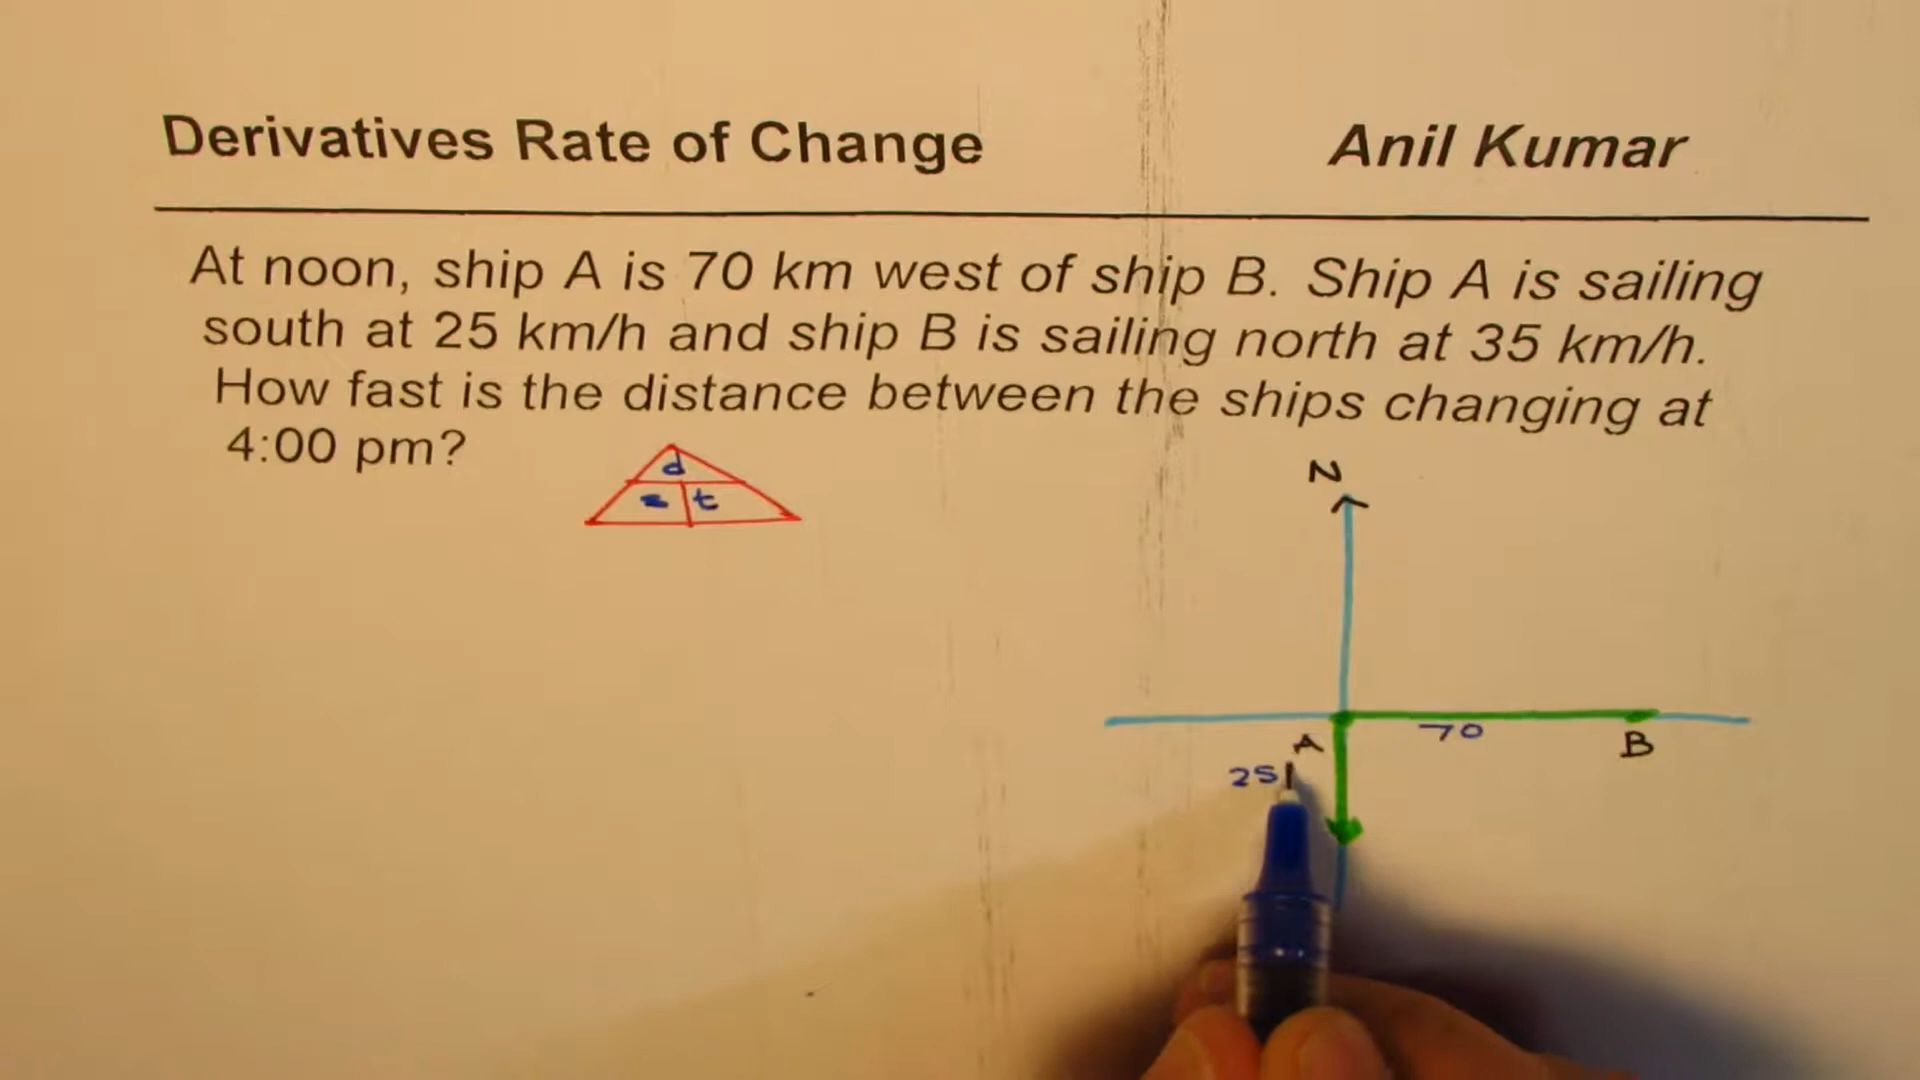 Derivatives Rate of Change Anil Kumar
At noon, ship A is 70 km west of ship B. Ship A is sailing
south at 25 km/h and ship B is sailing north at 35 km/h.
How fast is the distance between the ships changing at
4:00 pm?
d
t
N
A 70 B
25